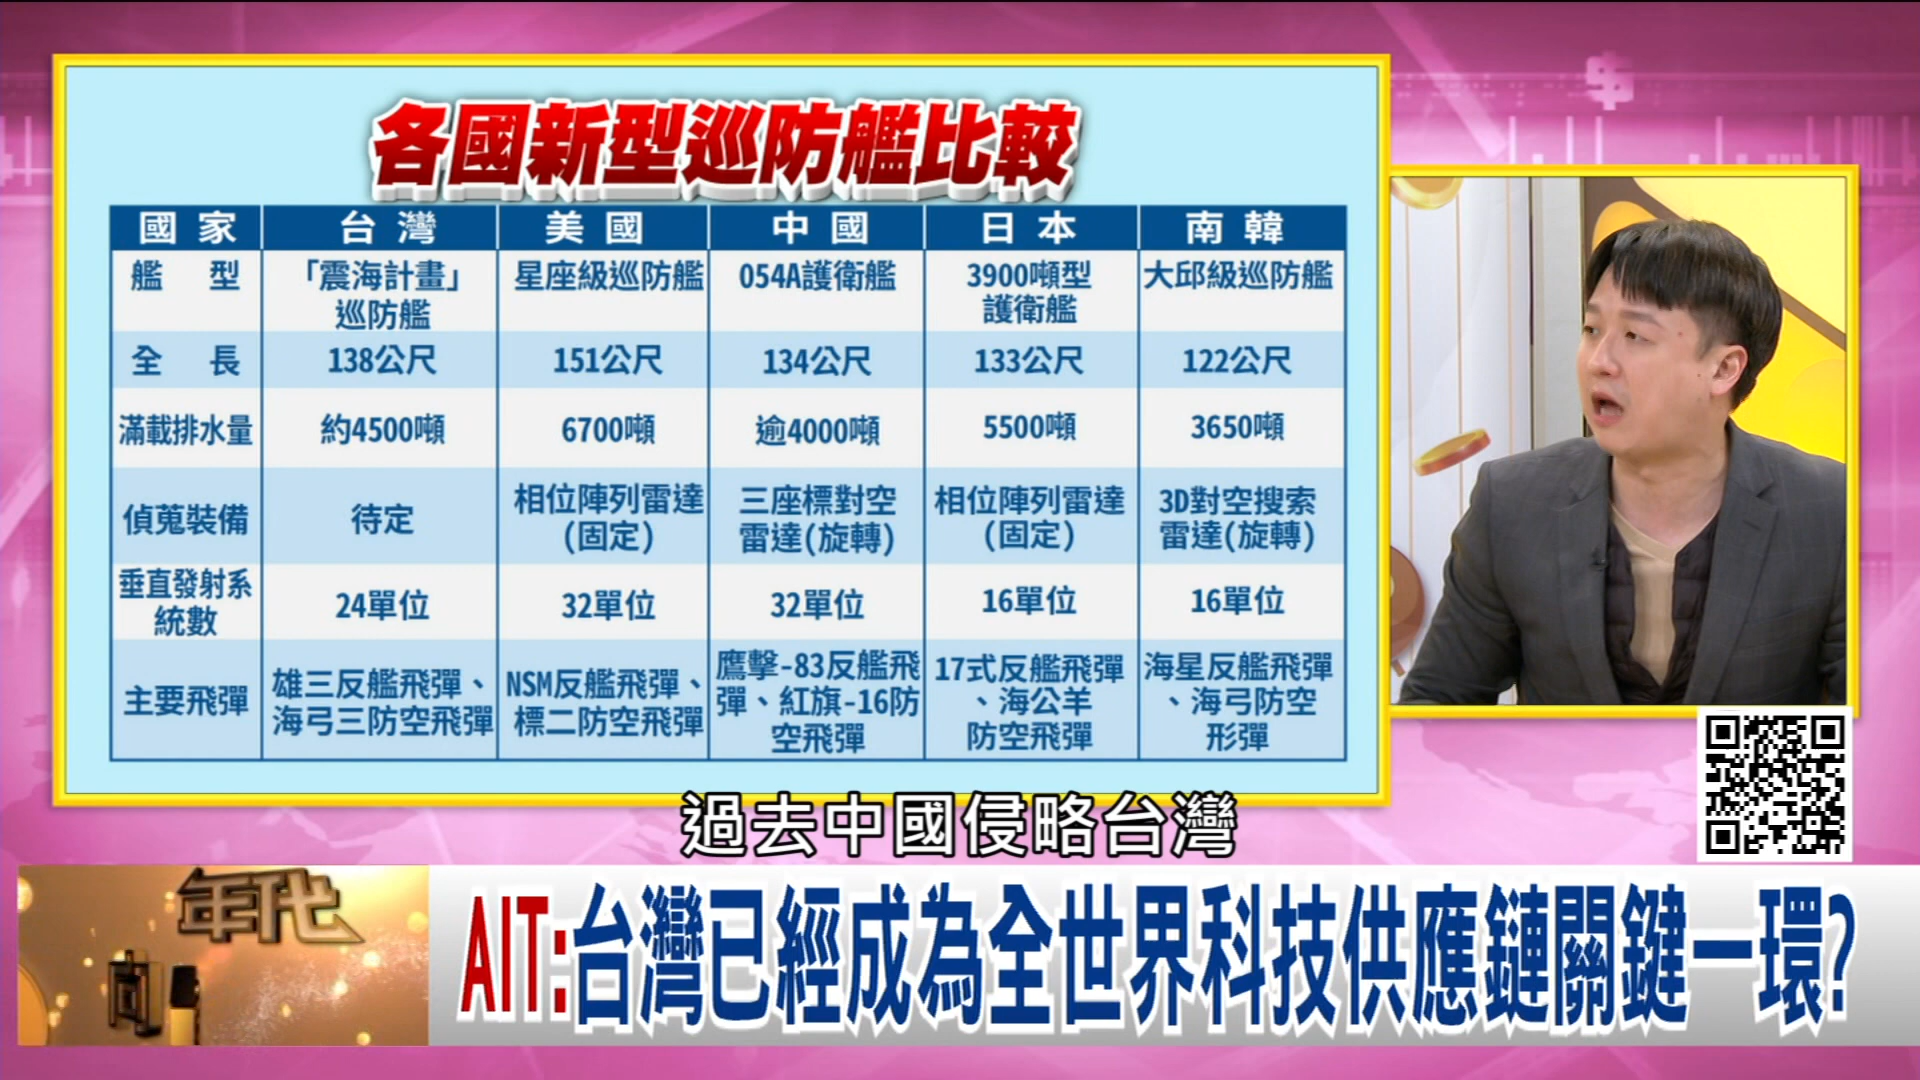 各國新型巡防艦比較
國家 台灣 美國 中國 日本 南韓
艦型 「震海計畫」巡防艦 星座級巡防艦 054A護衛艦 3900噸型護衛艦 大邱級巡防艦
全長 138公尺 151公尺 134公尺 133公尺 122公尺
滿載排水量 約4500噸 6700噸 逾4000噸 5500噸 3650噸
偵蒐裝備 待定 相位陣列雷達(固定) 三座標對空雷達(旋轉) 相位陣列雷達(固定) 3D對空搜索雷達(旋轉)
垂直發射系統數 24單位 32單位 32單位 16單位 16單位
主要飛彈 雄三反艦飛彈、海弓三防空飛彈 NSM反艦飛彈、標二防空飛彈 鷹擊-83反艦飛彈、紅旗-16防空飛彈 17式反艦飛彈、海公羊防空飛彈 海星反艦飛彈、海弓防空形彈
過去中國侵略台灣
年代
向
AIT:台灣已經成為全世界科技供應鏈關鍵一環?